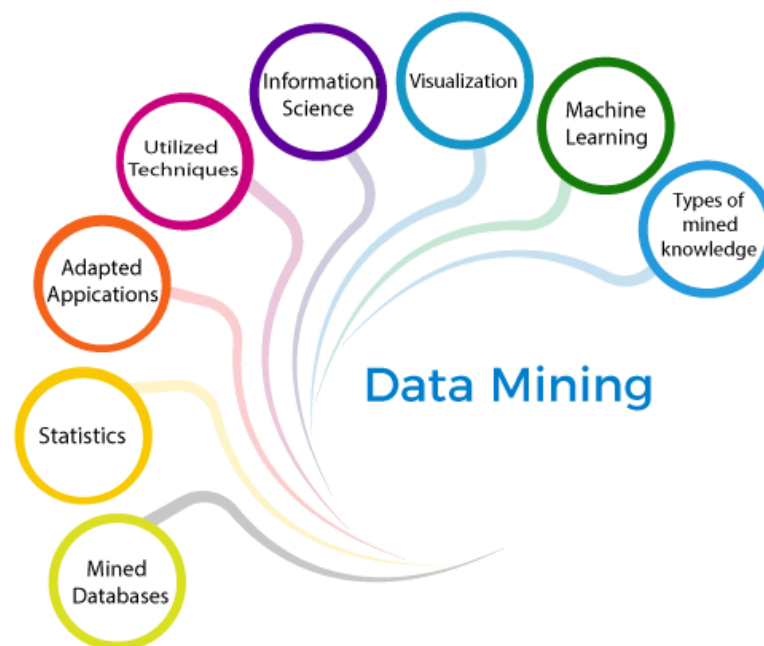 Information
Science
Visualization
Machine
Learning
Utilized
Techniques
Types of
mined
knowledge
Adapted
Appications
Data Mining
Statistics
Mined
Databases